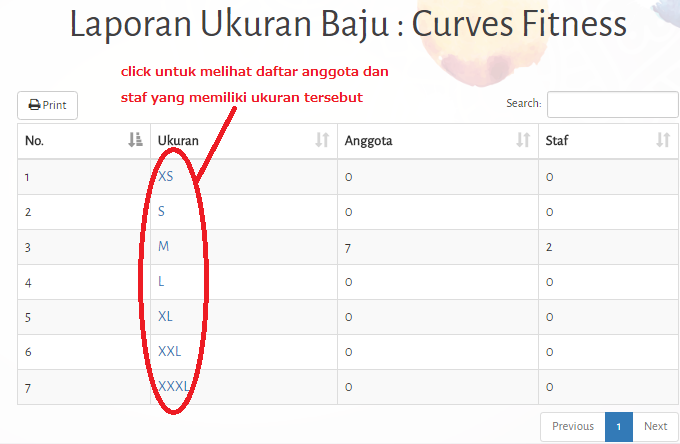 Laporan Ukuran Baju : Curves Fitness
click untuk melihat daftar anggota dan
staf yang memiliki ukuran tersebut
Print Search:
No. Ukuran Anggota Staf
1 XS 0 0
2 S 0 0
3 M 7 2
4 L 0 0
5 XL 0 0
6 XXL 0 0
7 XXXL 0 0
Previous 1 Next